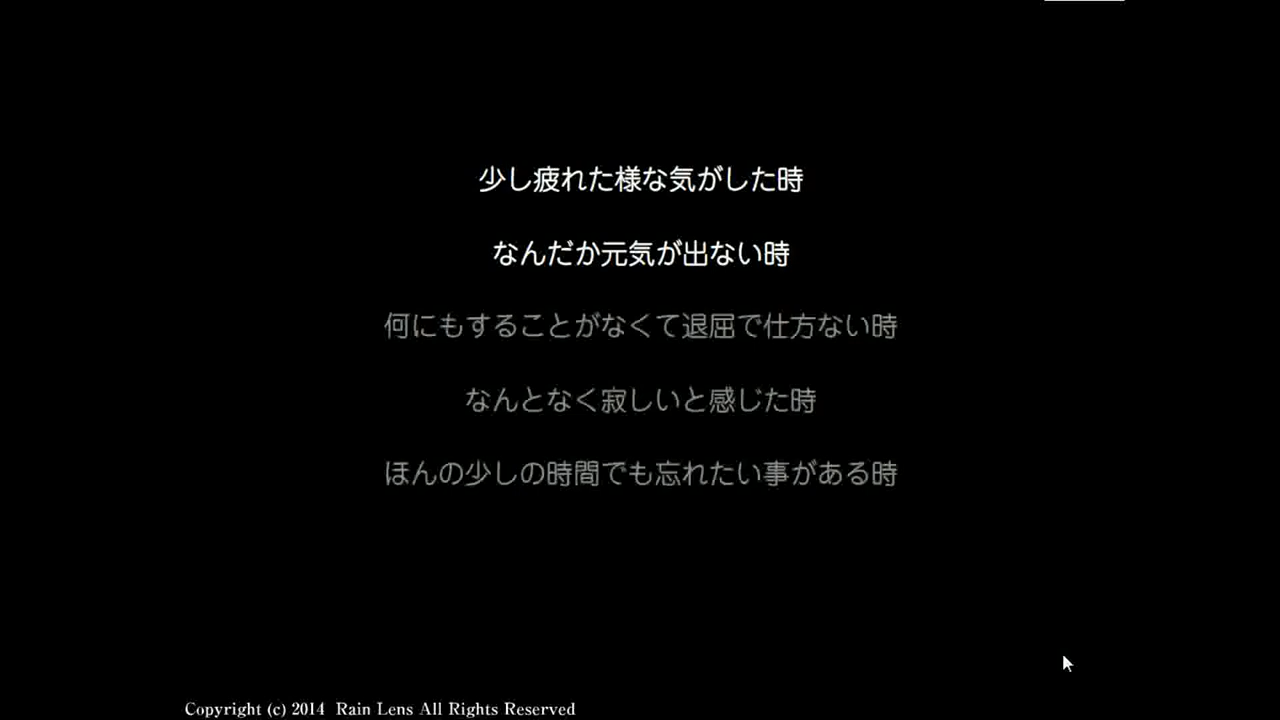 少し疲れた様な気がした時
なんだか元気が出ない時
何にもすることがなくて退屈で仕方ない時
なんとなく寂しいと感じた時
ほんの少しの時間でも忘れたい事がある時
Copyright (c) 2014 Rain Lens All Rights Reserved